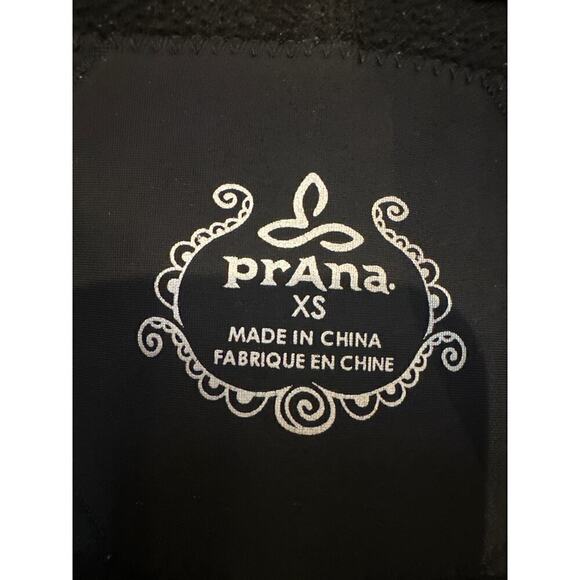 prAna.
XS
MADE IN CHINA
FABRIQUE EN CHINE